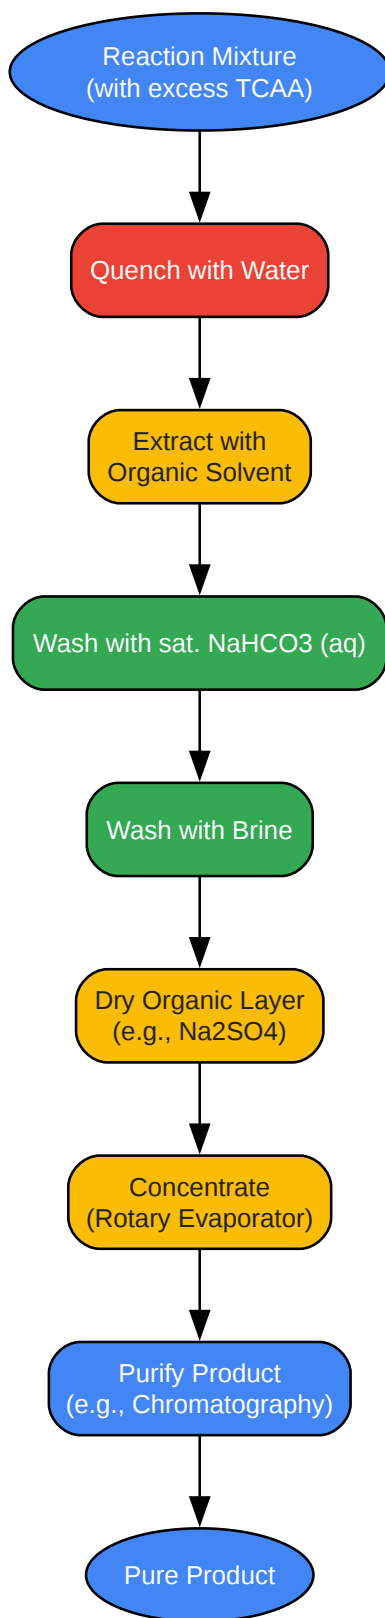 Reaction Mixture
(with excess TCAA)
Quench with Water
Extract with
Organic Solvent
Wash with sat. NaHCO3 (aq)
Wash with Brine
Dry Organic Layer
(e.g., Na2SO4)
Concentrate
(Rotary Evaporator)
Purify Product
(e.g., Chromatography)
Pure Product